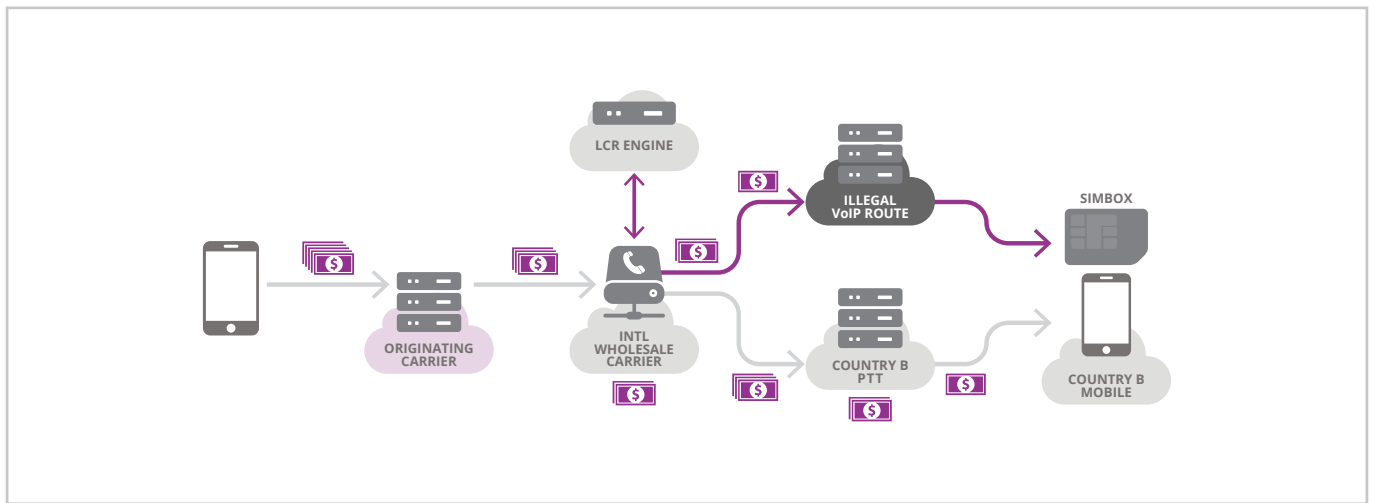 LCR ENGINE
ILLEGAL
VoIP ROUTE
SIMBOX
ORIGINATING
CARRIER
INTL
WHOLESALE
CARRIER
COUNTRY B
PTT
COUNTRY B
MOBILE
$
$
$
$
$
$
$
$